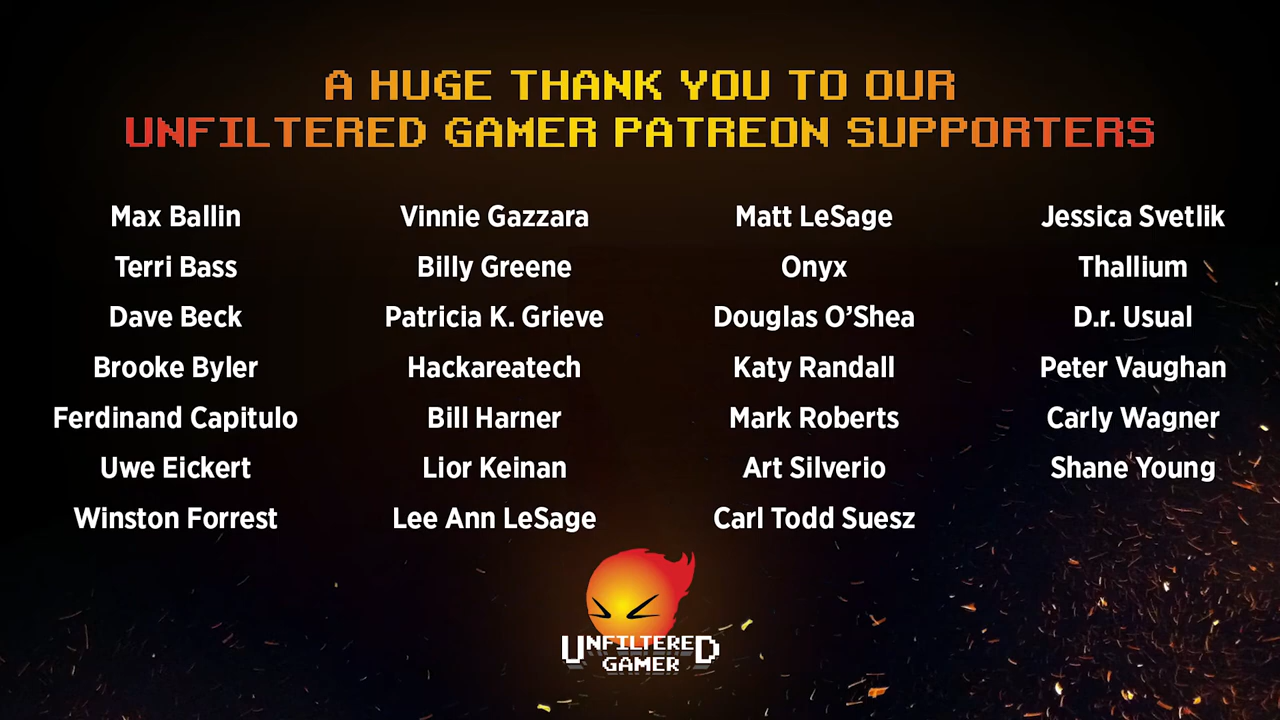 A HUGE THANK YOU TO OUR
UNFILTERED GAMER PATREON SUPPORTERS
Max Ballin
Terri Bass
Dave Beck
Brooke Byler
Ferdinand Capitulo
Uwe Eickert
Winston Forrest
Vinnie Gazzara
Billy Greene
Patricia K. Grieve
Hackareatech
Bill Harner
Lior Keinan
Lee Ann LeSage
Matt LeSage
Onyx
Douglas O’Shea
Katy Randall
Mark Roberts
Art Silverio
Carl Todd Suesz
Jessica Svetlik
Thallium
D.r. Usual
Peter Vaughan
Carly Wagner
Shane Young
UNFILTERED
GAMER